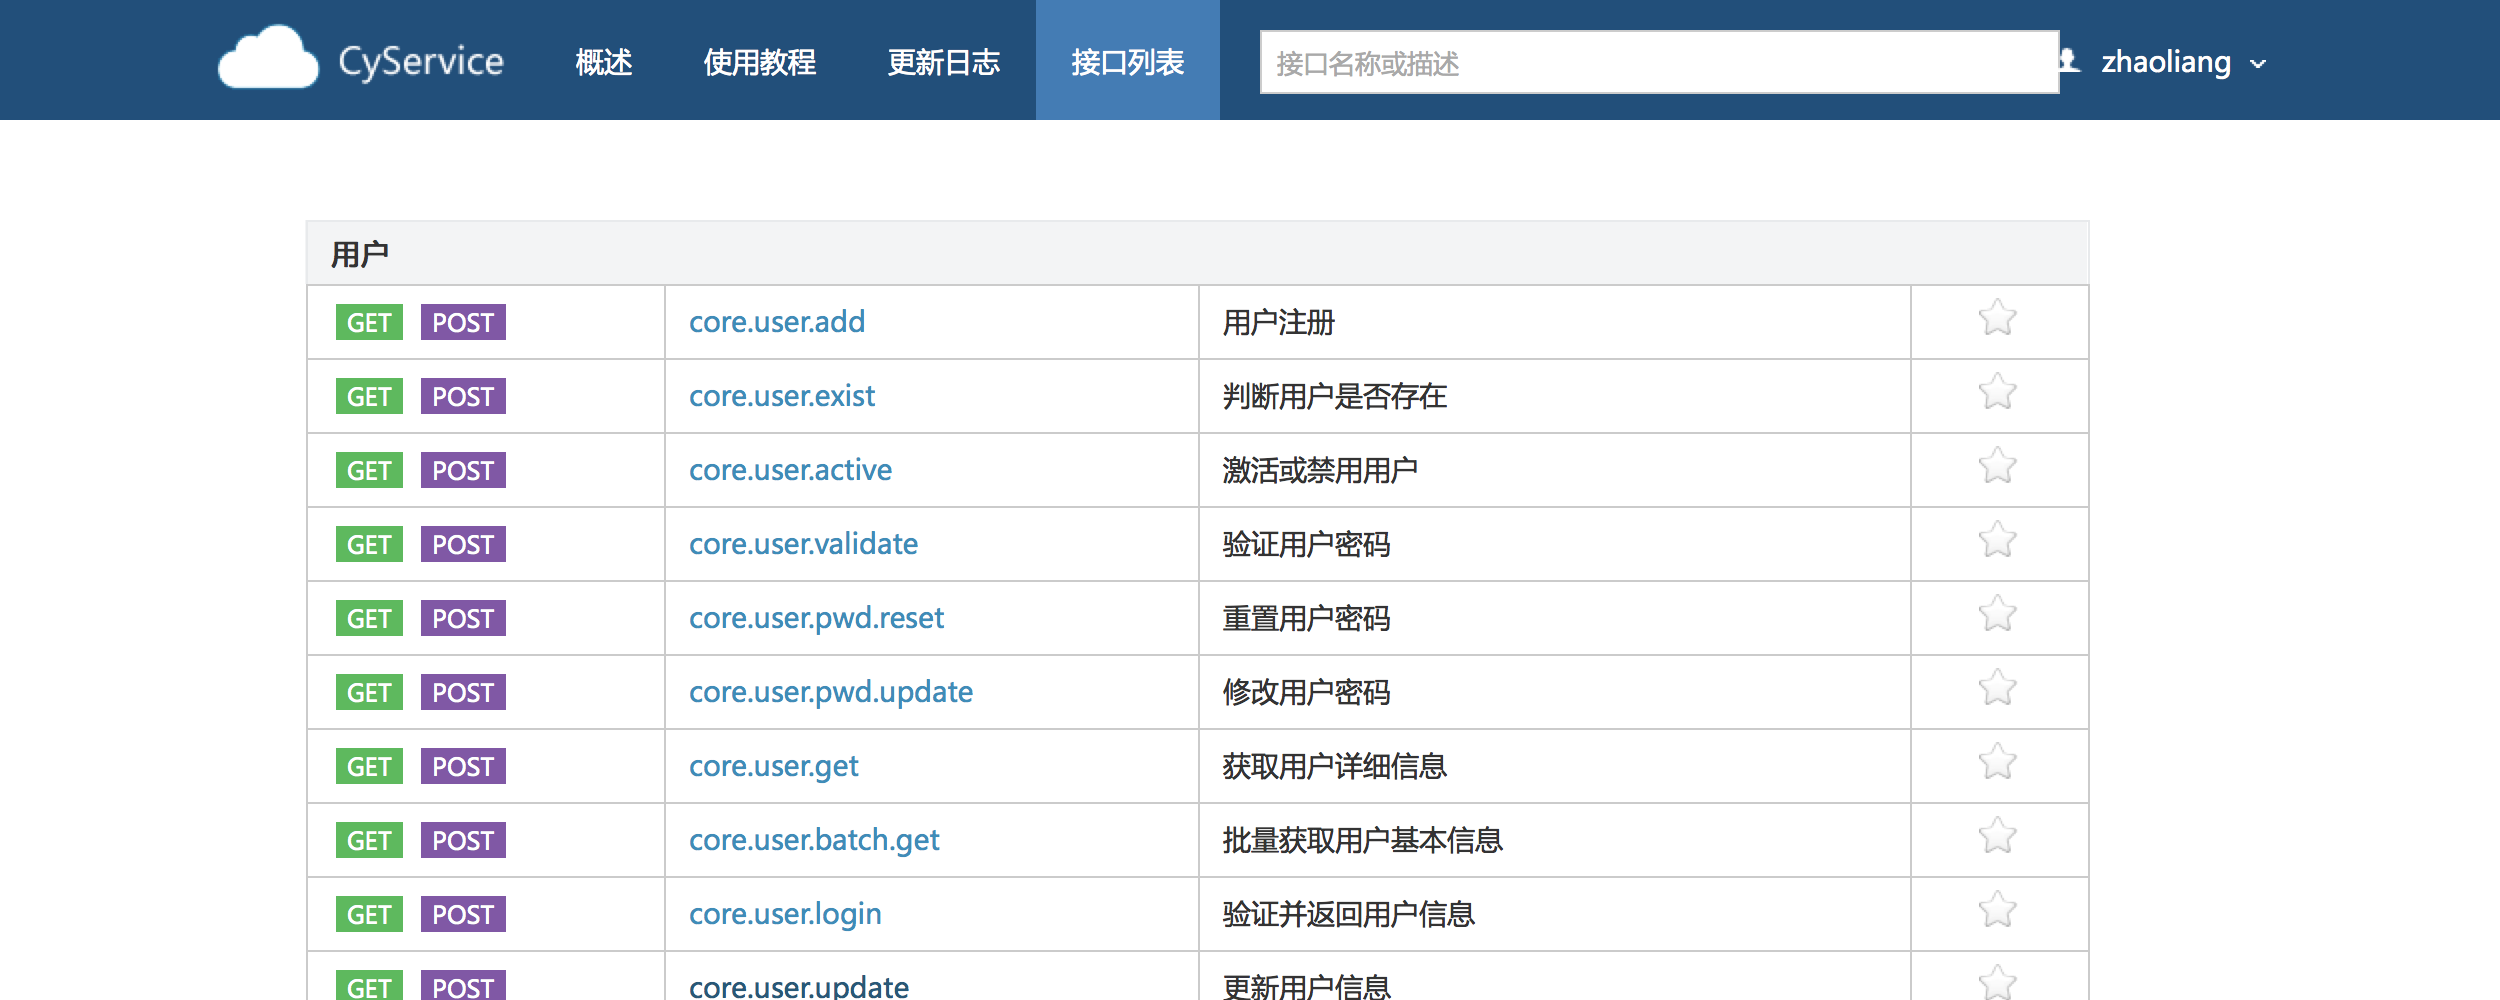 CyService 概述 使用教程 更新日志 接口列表 接口名称或描述 zhaoliang
用户
GET POST core.user.add 用户注册
GET POST core.user.exist 判断用户是否存在
GET POST core.user.active 激活或禁用用户
GET POST core.user.validate 验证用户密码
GET POST core.user.pwd.reset 重置用户密码
GET POST core.user.pwd.update 修改用户密码
GET POST core.user.get 获取用户详细信息
GET POST core.user.batch.get 批量获取用户基本信息
GET POST core.user.login 验证并返回用户信息
GET POST core.user.update 更新用户信息